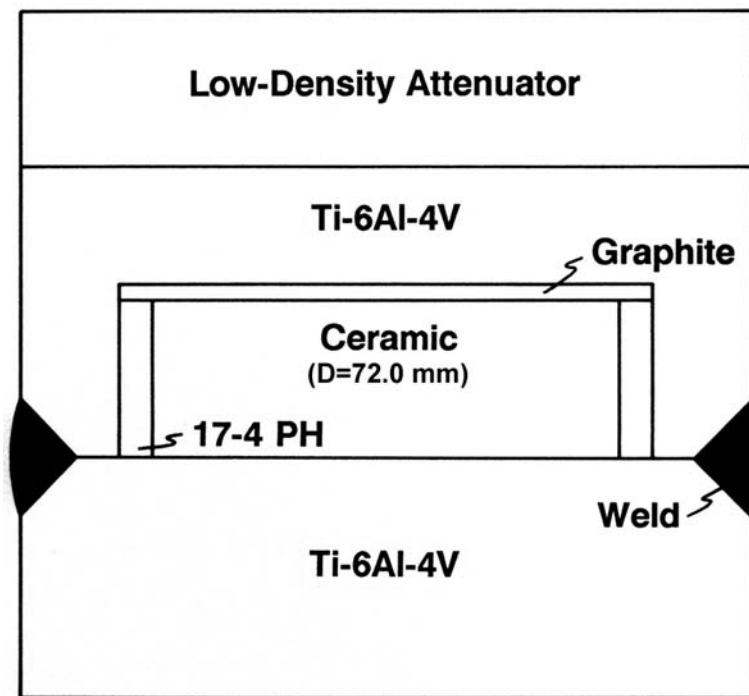 Low-Density Attenuator
Ti-6Al-4V
Graphite
Ceramic
(D=72.0 mm)
17-4 PH
Weld
Ti-6Al-4V